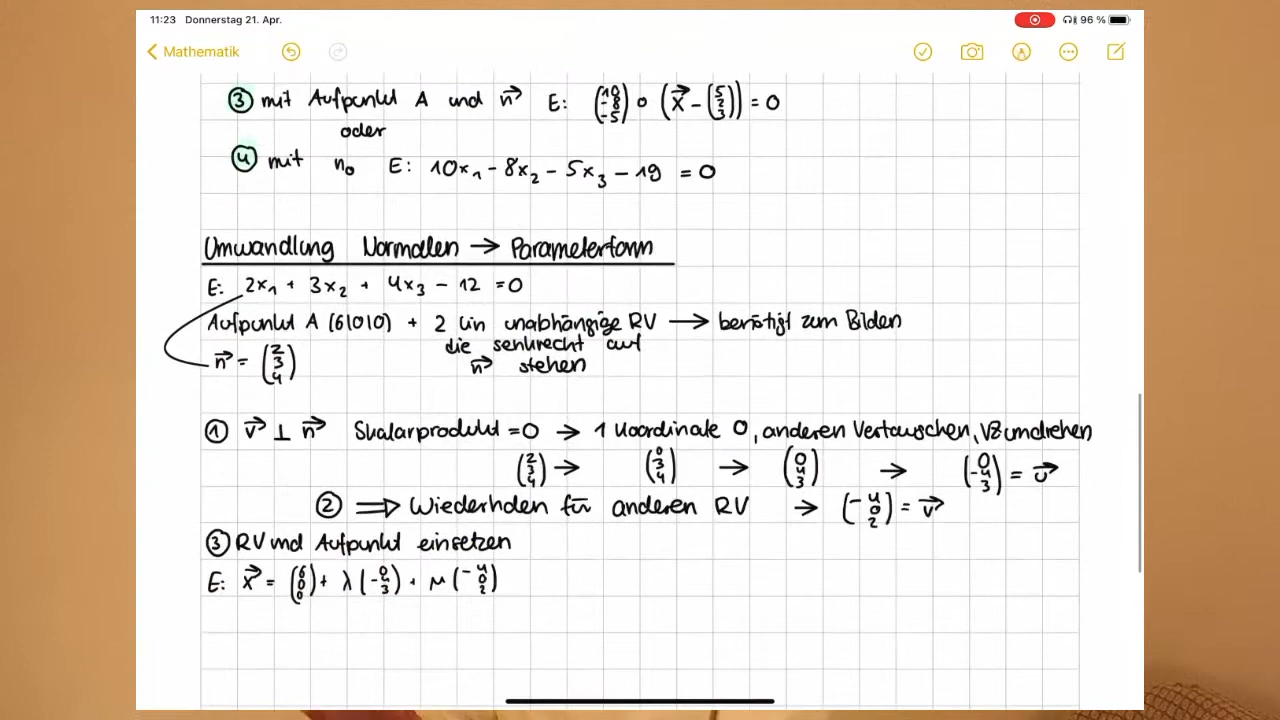 11:23 Donnerstag 21. Apr. 96 %
Mathematik
③ mit Aufpunkt A und n⃗ E: (10 -8 -5) ∘ (x⃗ - (5 2 3)) = 0
oder
④ mit n₀ E: 10x₁ - 8x₂ - 5x₃ - 19 = 0
Umwandlung Normalen → Parameterform
E: 2x₁ + 3x₂ + 4x₃ - 12 = 0
Aufpunkt A (6|0|0) + 2 lin unabhängige RV → benötigt zum Bilden
die senkrecht auf
n⃗ stehen
n⃗ = (2 3 4)
① v⃗ ⊥ n⃗ Skalarprodukt = 0 → 1 Koordinate 0, anderen Vertauschen, VZ umdrehen
(2 3 4) → (0 3 4) → (0 4 3) → (0 -4 3) = u⃗
② ⟹ Wiederholen für anderen RV → (-4 0 2) = v⃗
③ RV und Aufpunkt einsetzen
E: x⃗ = (6 0 0) + λ (0 -4 3) + μ (-4 0 2)